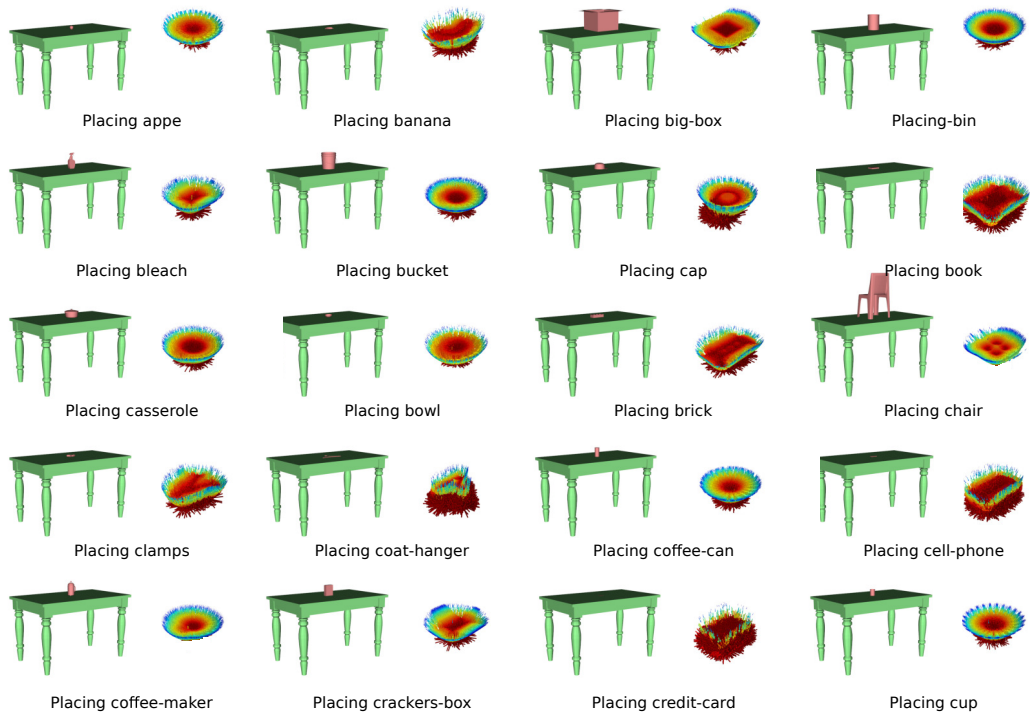 Placing appe
Placing banana
Placing big-box
Placing-bin
Placing bleach
Placing bucket
Placing cap
Placing book
Placing casserole
Placing bowl
Placing brick
Placing chair
Placing clamps
Placing coat-hanger
Placing coffee-can
Placing cell-phone
Placing coffee-maker
Placing crackers-box
Placing credit-card
Placing cup